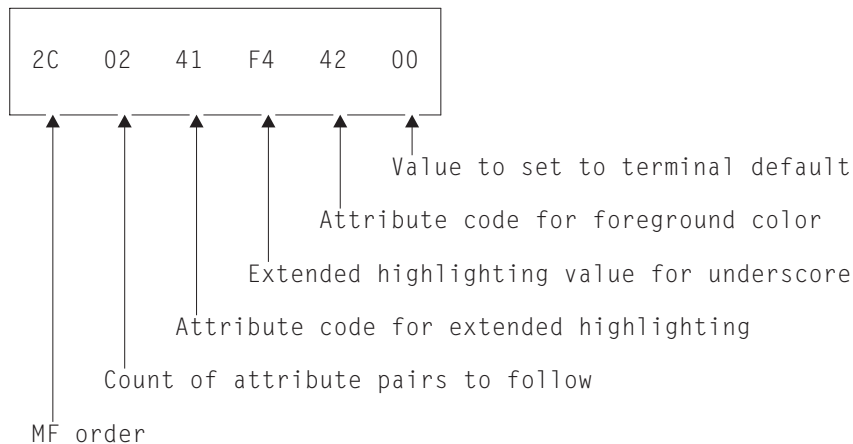 2C 02 41 F4 42 00
Value to set to terminal default
Attribute code for foreground color
Extended highlighting value for underscore
Attribute code for extended highlighting
Count of attribute pairs to follow
MF order